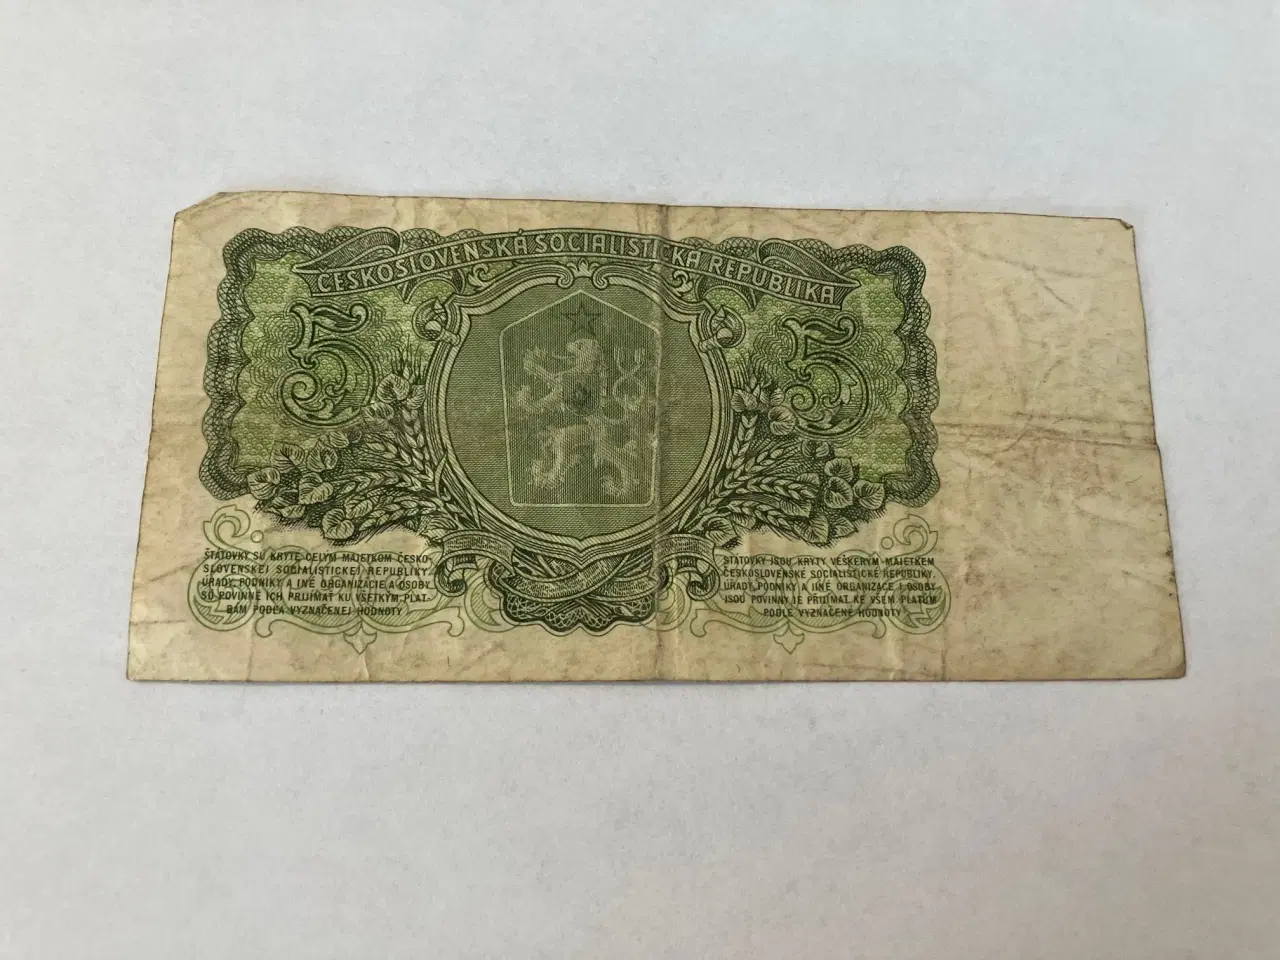 ČESKOSLOVENSKÁ SOCIALISTICKÁ REPUBLIKA
5 5
ŠTÁTOVKY SÚ KRYTÉ CELÝM MAJETKOM ČESKO-
SLOVENSKEJ SOCIALISTICKEJ REPUBLIKY.
ÚRADY, PODNIKY A INÉ ORGANIZÁCIE A OSOBY
SÚ POVINNÉ ICH PRIJÍMAŤ KU VŠETKÝM PLAT-
BÁM PODĽA VYZNAČENEJ HODNOTY
STÁTOVKY JSOU KRYTY VEŠKERÝM MAJETKEM
ČESKOSLOVENSKÉ SOCIALISTICKÉ REPUBLIKY.
ÚŘADY, PODNIKY A JINÉ ORGANIZACE I OSOBY
JSOU POVINNY JE PŘIJÍMAT KE VŠEM PLATBÁM
PODLE VYZNAČENÉ HODNOTY